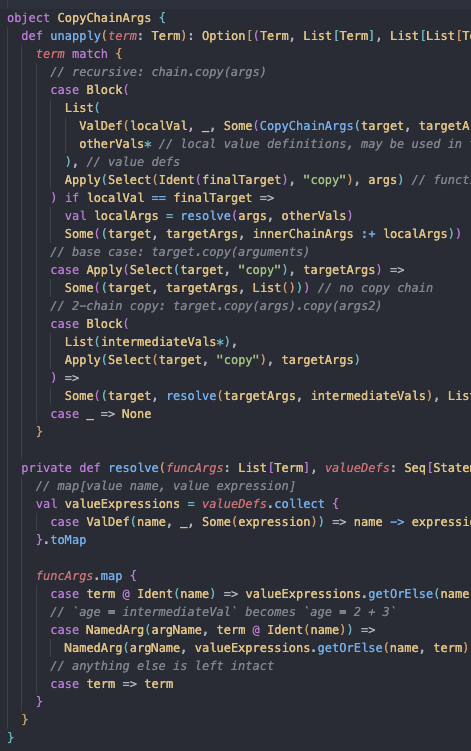 object CopyChainArgs {
  def unapply(term: Term): Option[(Term, List[Term], List[List[T
    term match {
      // recursive: chain.copy(args)
      case Block(
        List(
          ValDef(localVal, _, Some(CopyChainArgs(target, targetA
          otherVals* // local value definitions, may be used in
        ), // value defs
        Apply(Select(Ident(finalTarget), "copy"), args) // functi
      ) if localVal == finalTarget =>
        val localArgs = resolve(args, otherVals)
        Some((target, targetArgs, innerChainArgs :+ localArgs))
      // base case: target.copy(arguments)
      case Apply(Select(target, "copy"), targetArgs) =>
        Some((target, targetArgs, List())) // no copy chain
      // 2-chain copy: target.copy(args).copy(args2)
      case Block(
        List(intermediateVals*),
        Apply(Select(target, "copy"), targetArgs)
      ) =>
        Some((target, resolve(targetArgs, intermediateVals), Lis
      case _ => None
    }

  private def resolve(funcArgs: List[Term], valueDefs: Seq[Statem
    // map[value name, value expression]
    val valueExpressions = valueDefs.collect {
      case ValDef(name, _, Some(expression)) => name -> expressi
    }.toMap

    funcArgs.map {
      case term @ Ident(name) => valueExpressions.getOrElse(name
      // `age = intermediateVal` becomes `age = 2 + 3`
      case NamedArg(argName, term @ Ident(name)) =>
        NamedArg(argName, valueExpressions.getOrElse(name, term)
      // anything else is left intact
      case term => term
    }
  }
}